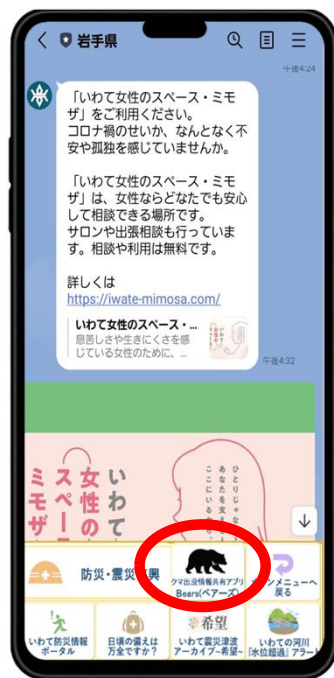 岩手県
午後4:24
「いわて女性のスペース・ミモ
ザ」をご利用ください。
コロナ禍のせいか、なんとなく不
安や孤独を感じていませんか。
「いわて女性のスペース・ミモ
ザ」は、女性ならどなたでも安心
して相談できる場所です。
サロンや出張相談も行っていま
す。相談や利用は無料です。
詳しくは
https://iwate-mimosa.com/
いわて女性のスペース・...
息苦しさや生きにくさを感
じている女性のために、...
午後4:32
いわて
女性の
スペース
ミモザ
ひとりじゃな
あなたを支え
ここにいる
防災・震災
興
クマ出没情報共有アプリ
Bears(ベアーズ)
ンメニューへ
戻る
いわて防災情報
ポータル
日頃の備えは
万全ですか？
希望
いわて震災津波
アーカイブ~希望~
いわての河川
『水位超過』アラー